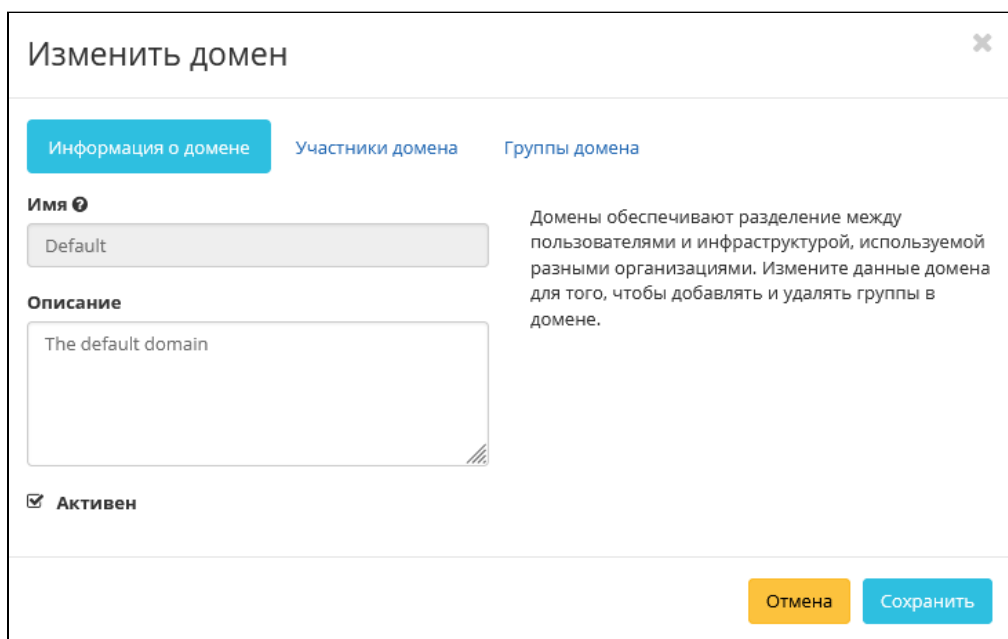 Изменить домен
Информация о домене
Участники домена
Группы домена
Имя
Default
Описание
The default domain
Активен
Домены обеспечивают разделение между
пользователями и инфраструктурой, используемой
разными организациями. Измените данные домена
для того, чтобы добавлять и удалять группы в
домене.
Отмена
Сохранить